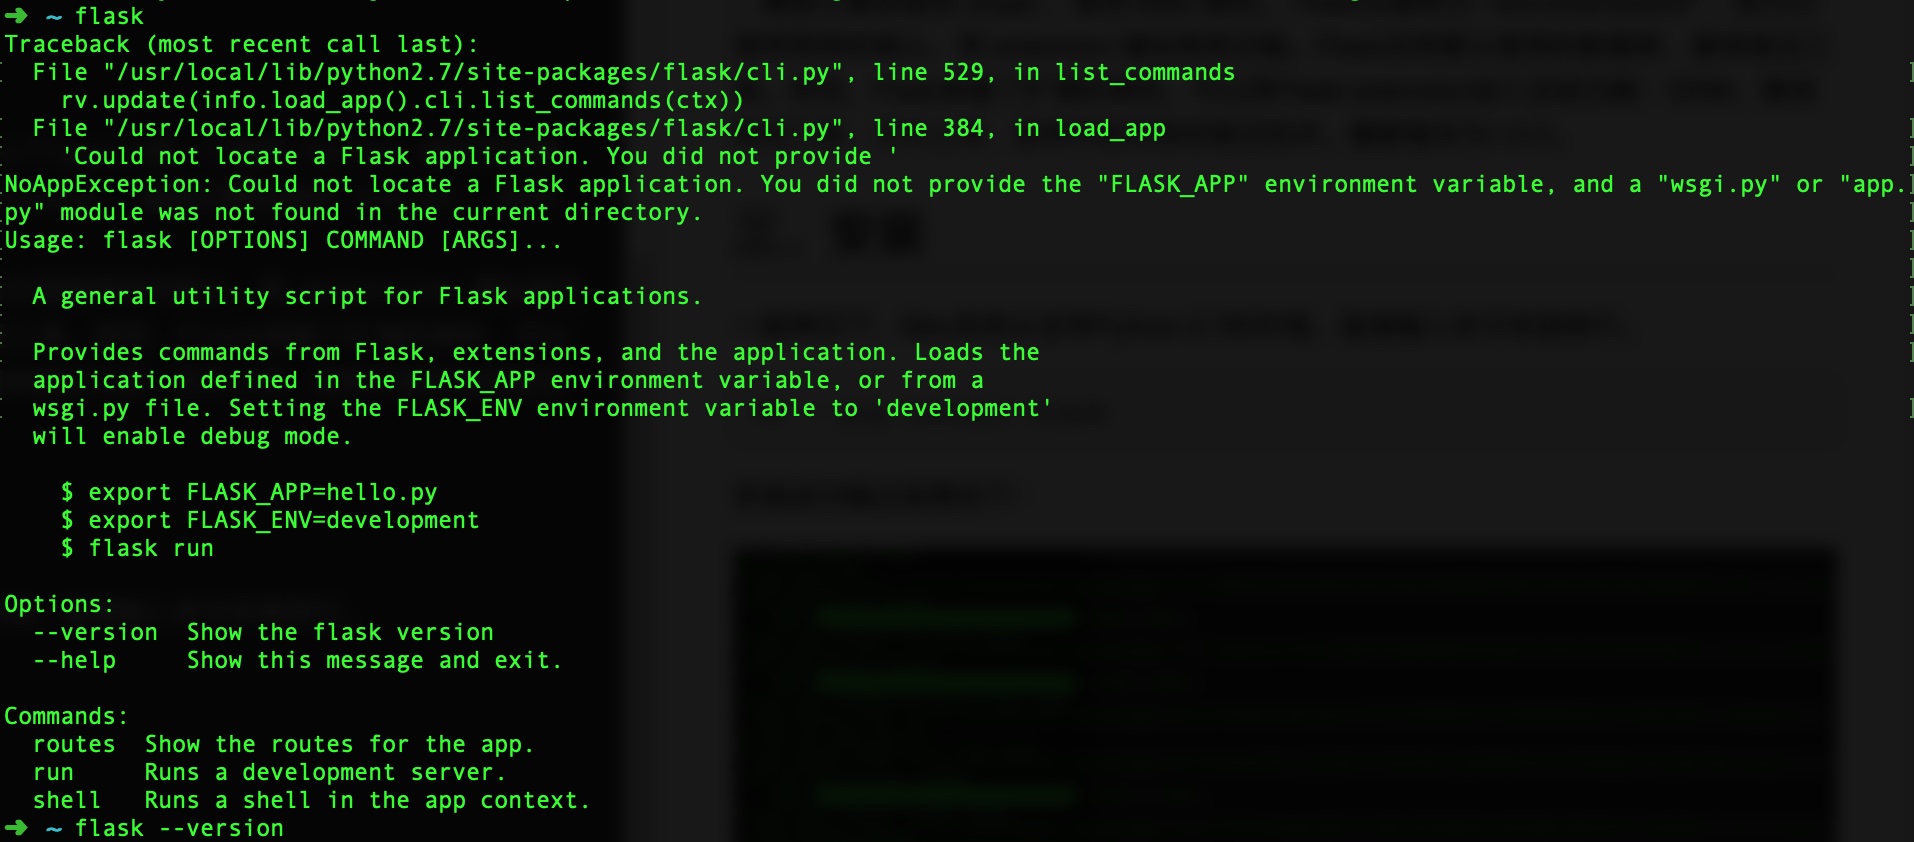 ➜ ~ flask
Traceback (most recent call last):
  File "/usr/local/lib/python2.7/site-packages/flask/cli.py", line 529, in list_commands
    rv.update(info.load_app().cli.list_commands(ctx))
  File "/usr/local/lib/python2.7/site-packages/flask/cli.py", line 384, in load_app
    'Could not locate a Flask application. You did not provide '
NoAppException: Could not locate a Flask application. You did not provide the "FLASK_APP" environment variable, and a "wsgi.py" or "app.
py" module was not found in the current directory.
Usage: flask [OPTIONS] COMMAND [ARGS]...

  A general utility script for Flask applications.

  Provides commands from Flask, extensions, and the application. Loads the
  application defined in the FLASK_APP environment variable, or from a
  wsgi.py file. Setting the FLASK_ENV environment variable to 'development'
  will enable debug mode.

    $ export FLASK_APP=hello.py
    $ export FLASK_ENV=development
    $ flask run

Options:
  --version  Show the flask version
  --help     Show this message and exit.

Commands:
  routes  Show the routes for the app.
  run     Runs a development server.
  shell   Runs a shell in the app context.
➜ ~ flask --version